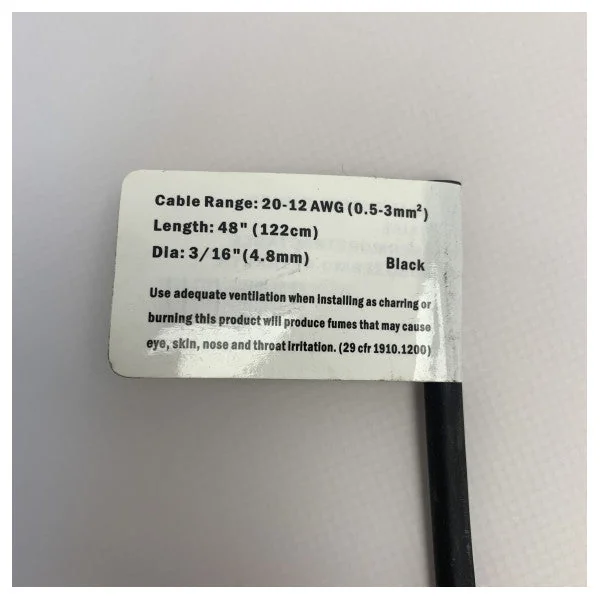 Cable Range: 20-12 AWG (0.5-3mm²)
Length: 48" (122cm)
Dia: 3/16" (4.8mm)
Black
Use adequate ventilation when installing as charring or
burning this product will produce fumes that may cause
eye, skin, nose and throat irritation. (29 cfr 1910.1200)